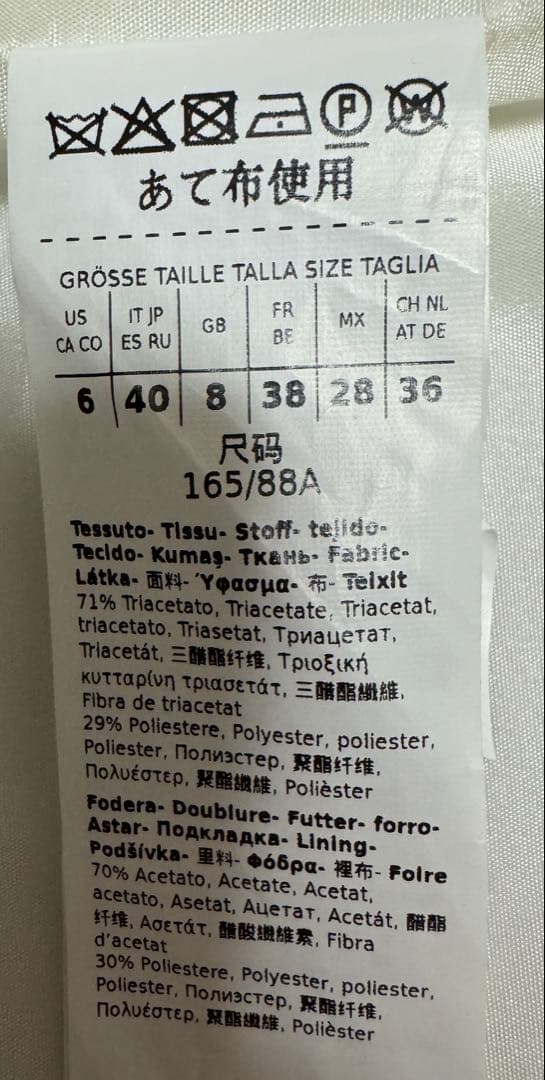 P
W
あて布使用
GRÖSSE TAILLE TALLA SIZE TAGLIA
US CA CO | IT JP ES RU | GB | FR BE | MX | CH NL AT DE
6 | 40 | 8 | 38 | 28 | 36
尺码
165/88A
Tessuto- Tissu- Stoff- tejido-
Tecido- Kumaş- Ткань- Fabric-
Látka- 面料- Ύφασμα- 布- Teixit
71% Triacetato, Triacetate, Triacetat,
triacetato, Triasetat, Триацетат,
Triacetát, 三醋酯纤维, Τριοξική
κυτταρίνη τριασετάτ, 三醋酯纖維,
Fibra de triacetat
29% Poliestere, Polyester, poliester,
Poliester, Полиэстер, 聚酯纤维,
Πολυέστερ, 聚酯纖維, Polièster
Fodera- Doublure- Futter- forro-
Astar- Подкладка- Lining-
Podšívka- 里料- Φόδρα- 裡布- Folre
70% Acetato, Acetate, Acetat,
acetato, Asetat, Ацетат, Acetát, 醋酯
纤维, Ασετάτ, 醋酸纖維素, Fibra
d'acetat
30% Poliestere, Polyester, poliester,
Poliester, Полиэстер, 聚酯纤维,
Πολυέστερ, 聚酯纖維, Polièster